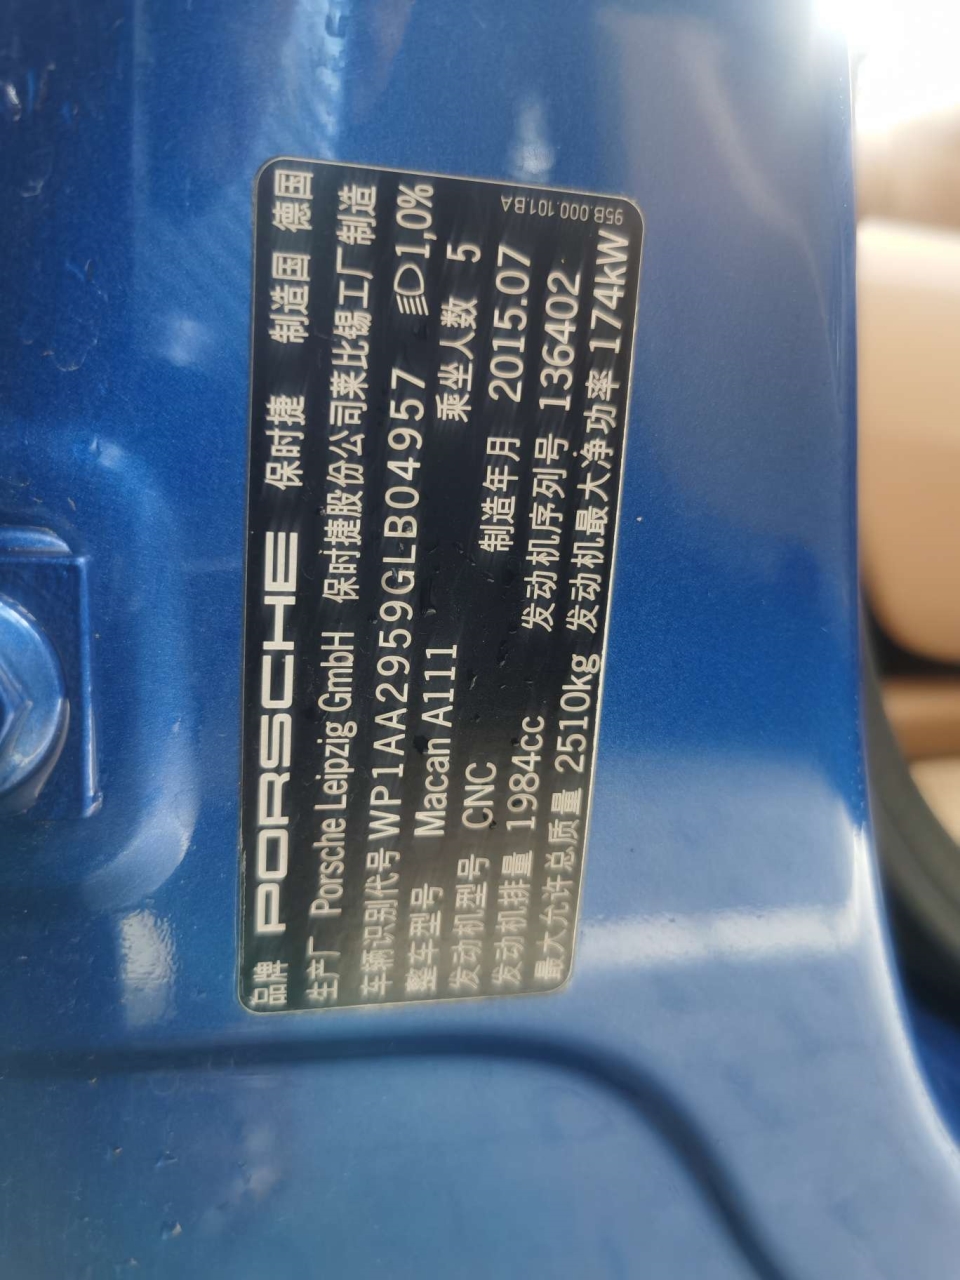 品牌 PORSCHE 保时捷 制造国 德国
生产厂 Porsche Leipzig GmbH 保时捷股份公司莱比锡工厂制造
车辆识别代号 WP1AA2959GLB04957 1,0%
整车型号 Macan A111 乘坐人数 5
发动机型号 CNC 制造年月 2015.07
发动机排量 1984cc 发动机序列号 136402
最大允许总质量 2510kg 发动机最大净功率 174kW
95B.000.101.BA